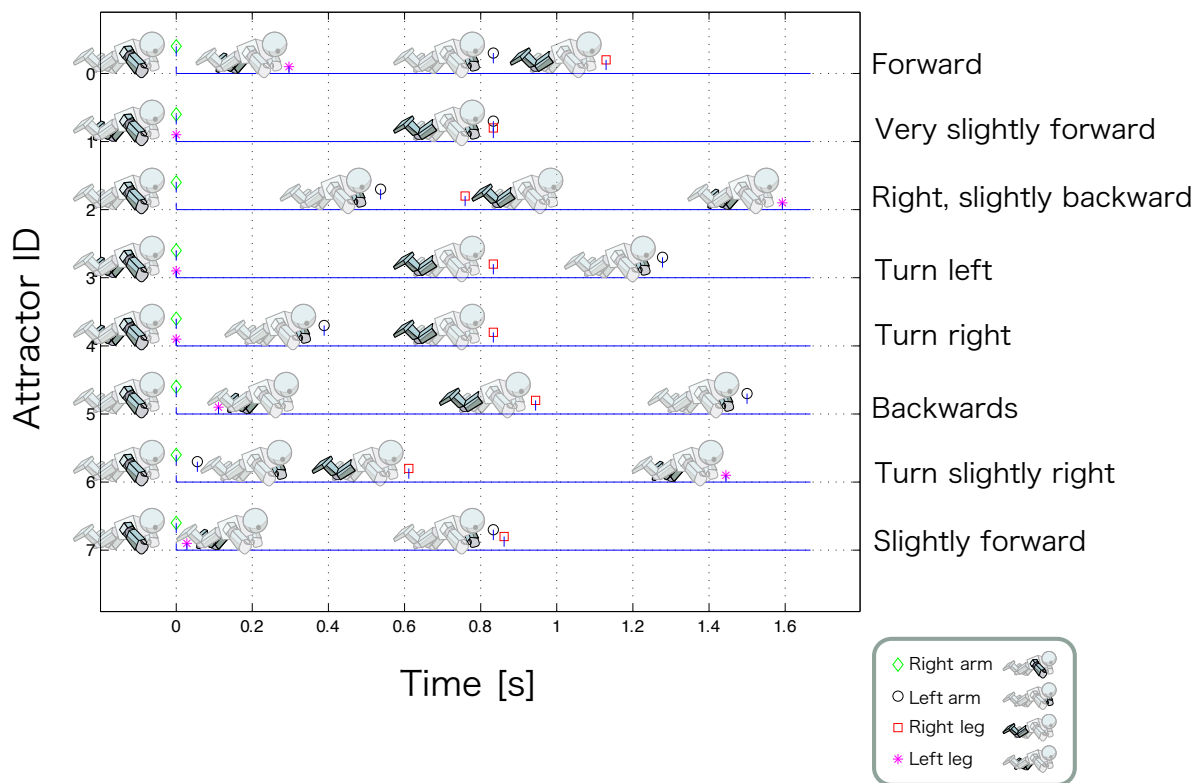 0
Forward
1
Very slightly forward
2
Right, slightly backward
3
Turn left
4
Turn right
5
Backwards
6
Turn slightly right
7
Slightly forward
Attractor ID
0 0.2 0.4 0.6 0.8 1 1.2 1.4 1.6
Time [s]
Right arm
Left arm
Right leg
Left leg